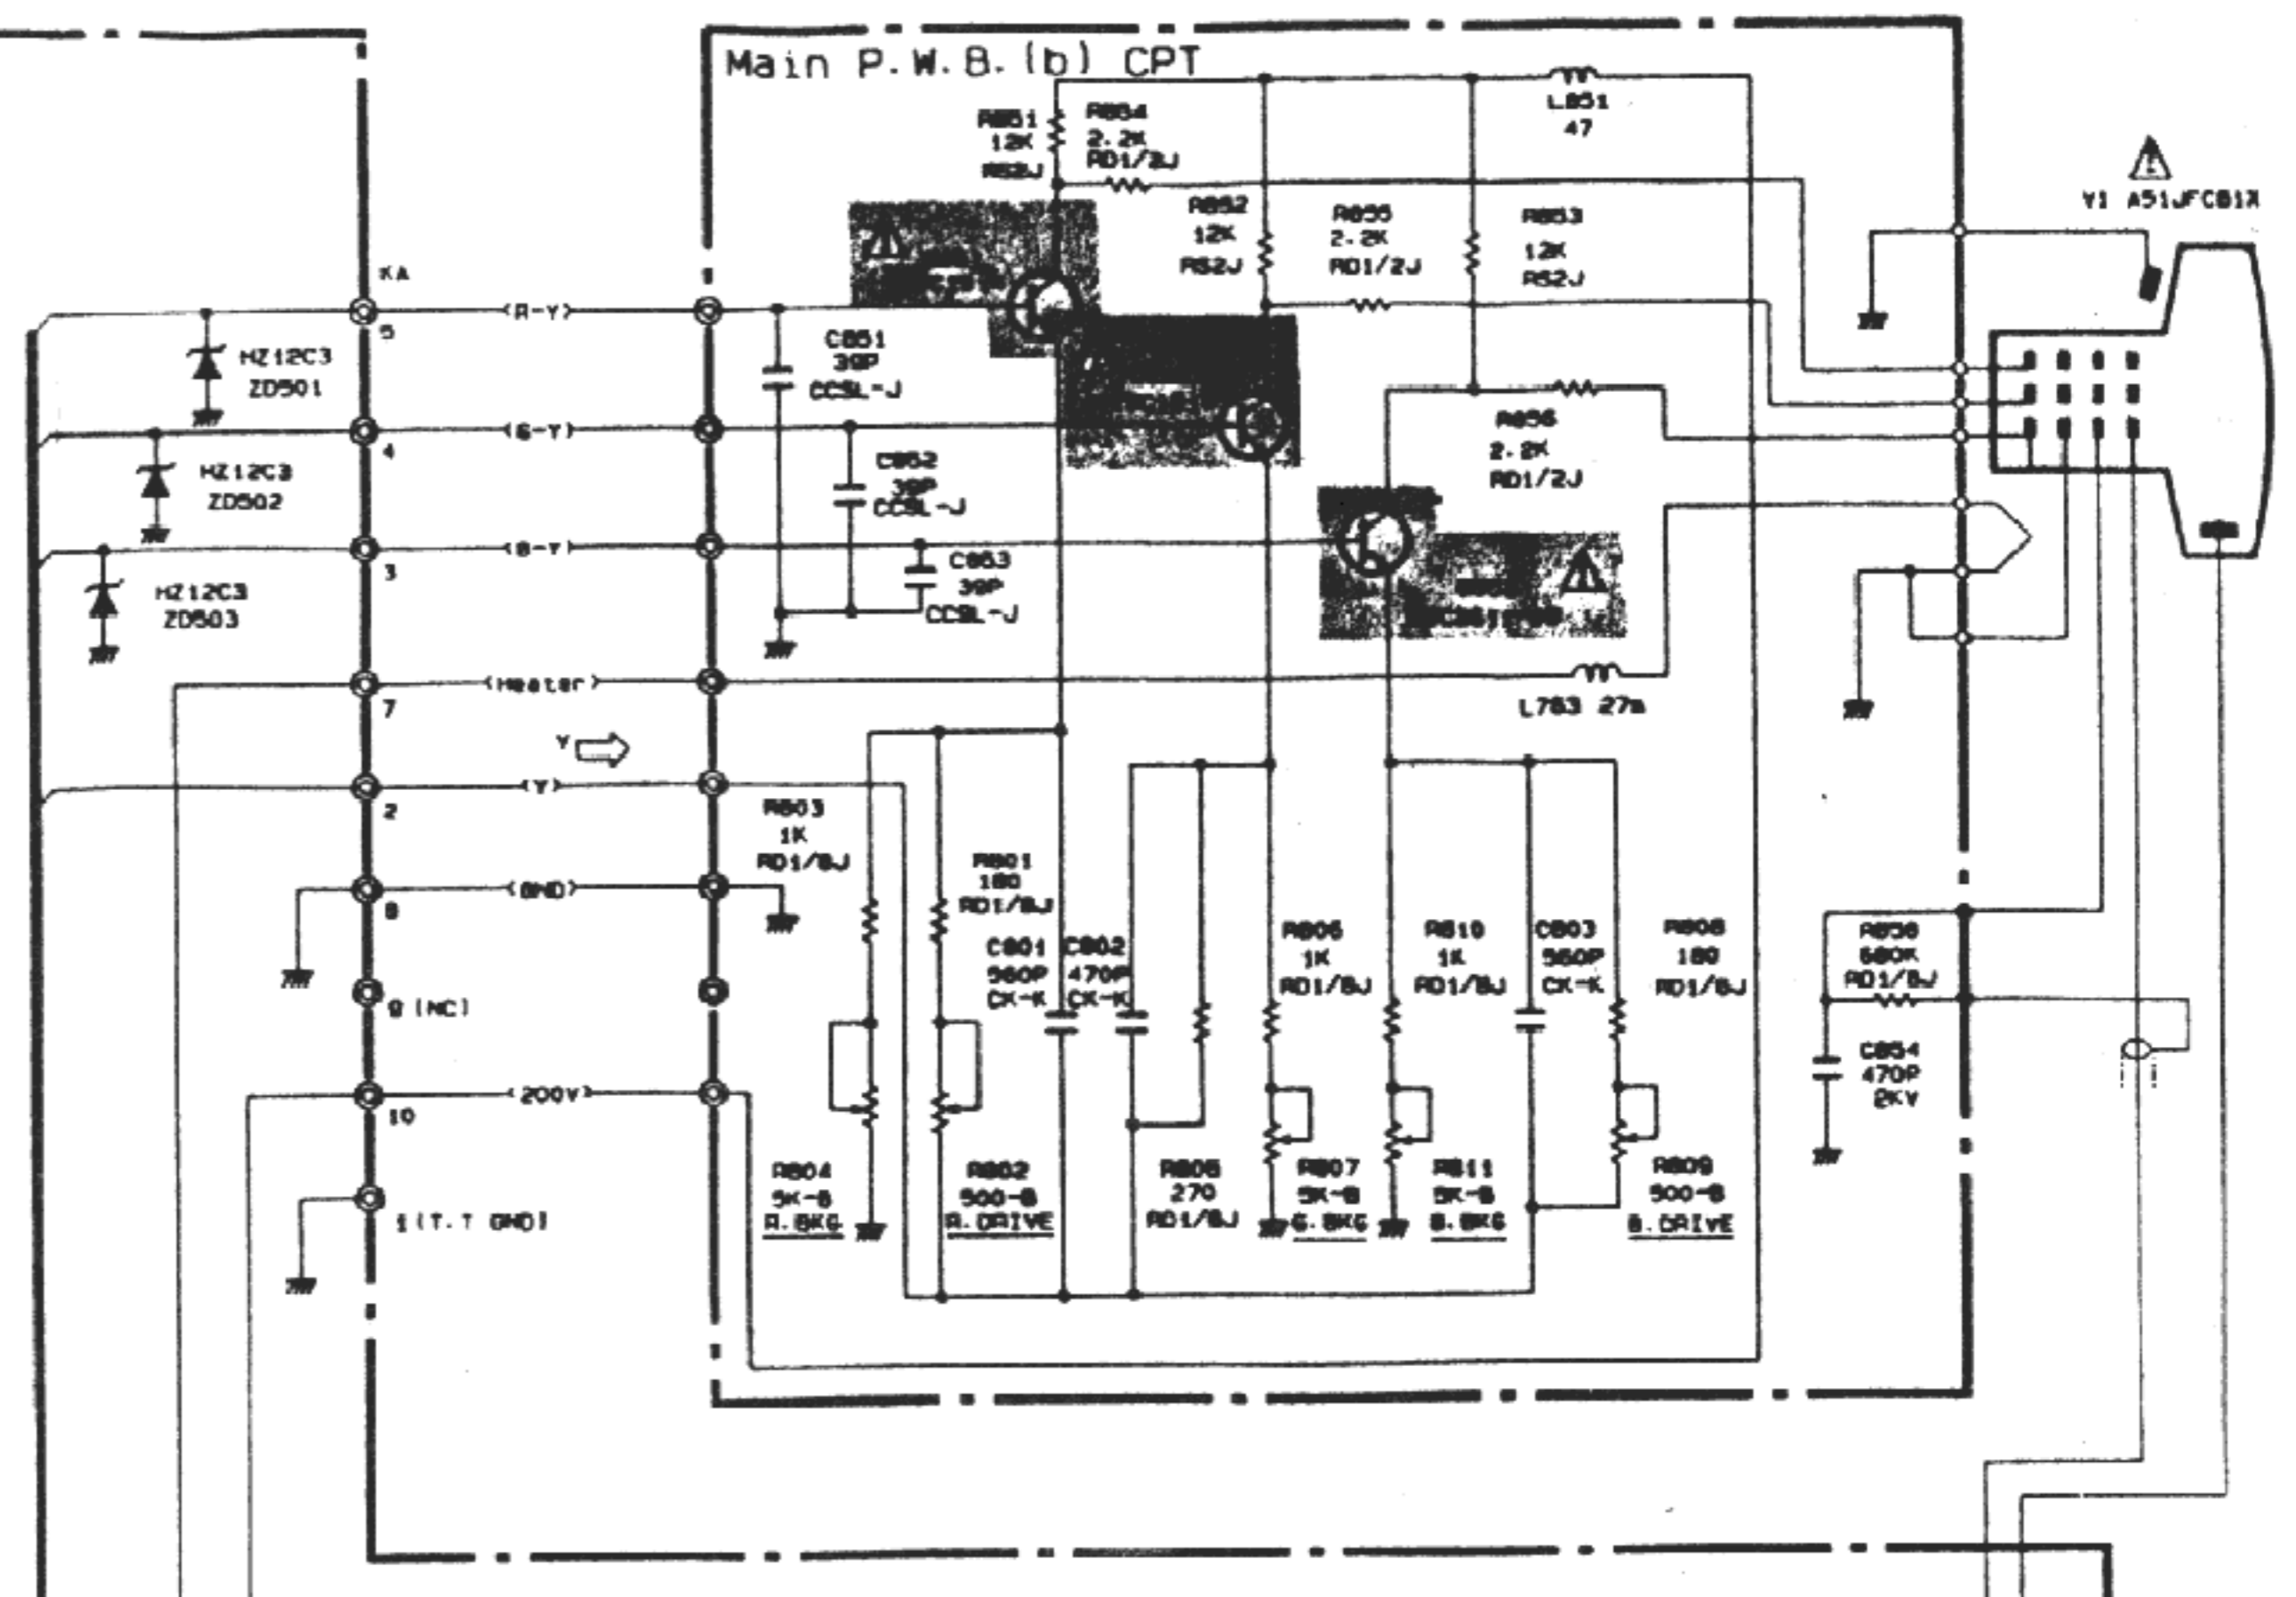 Main P.W.B.(b) CPT
R851
12K
RS2J
R854
2.2K
RD1/2J
L851
47
R852
12K
RS2J
R855
2.2K
RD1/2J
R853
12K
RS2J
V1 A51JFC61X
KA
5
(R-Y)
HZ12C3
ZD501
C851
39P
CCSL-J
4
(G-Y)
HZ12C3
ZD502
C852
39P
CCSL-J
R856
2.2K
RD1/2J
3
(B-Y)
HZ12C3
ZD503
C853
39P
CCSL-J
7
(Heater)
L763 27m
Y
2
(Y)
R803
1K
RD1/8J
R801
180
RD1/8J
8
(GND)
C801
560P
CK-K
C802
470P
CK-K
R806
1K
RD1/8J
R810
1K
RD1/8J
C803
560P
CK-K
R808
180
RD1/8J
R858
680K
RD1/8J
9 (NC)
C854
470P
2KV
10
(200V)
R804
5K-B
R.BKG
R802
500-B
R.DRIVE
R805
270
RD1/8J
R807
5K-B
G.BKG
R811
5K-B
B.BKG
R809
500-B
B.DRIVE
1(T.T GND)